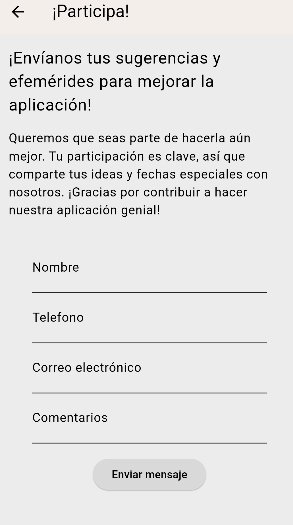 ¡Participa!
¡Envíanos tus sugerencias y
efemérides para mejorar la
aplicación!
Queremos que seas parte de hacerla aún
mejor. Tu participación es clave, así que
comparte tus ideas y fechas especiales con
nosotros. ¡Gracias por contribuir a hacer
nuestra aplicación genial!
Nombre
Telefono
Correo electrónico
Comentarios
Enviar mensaje